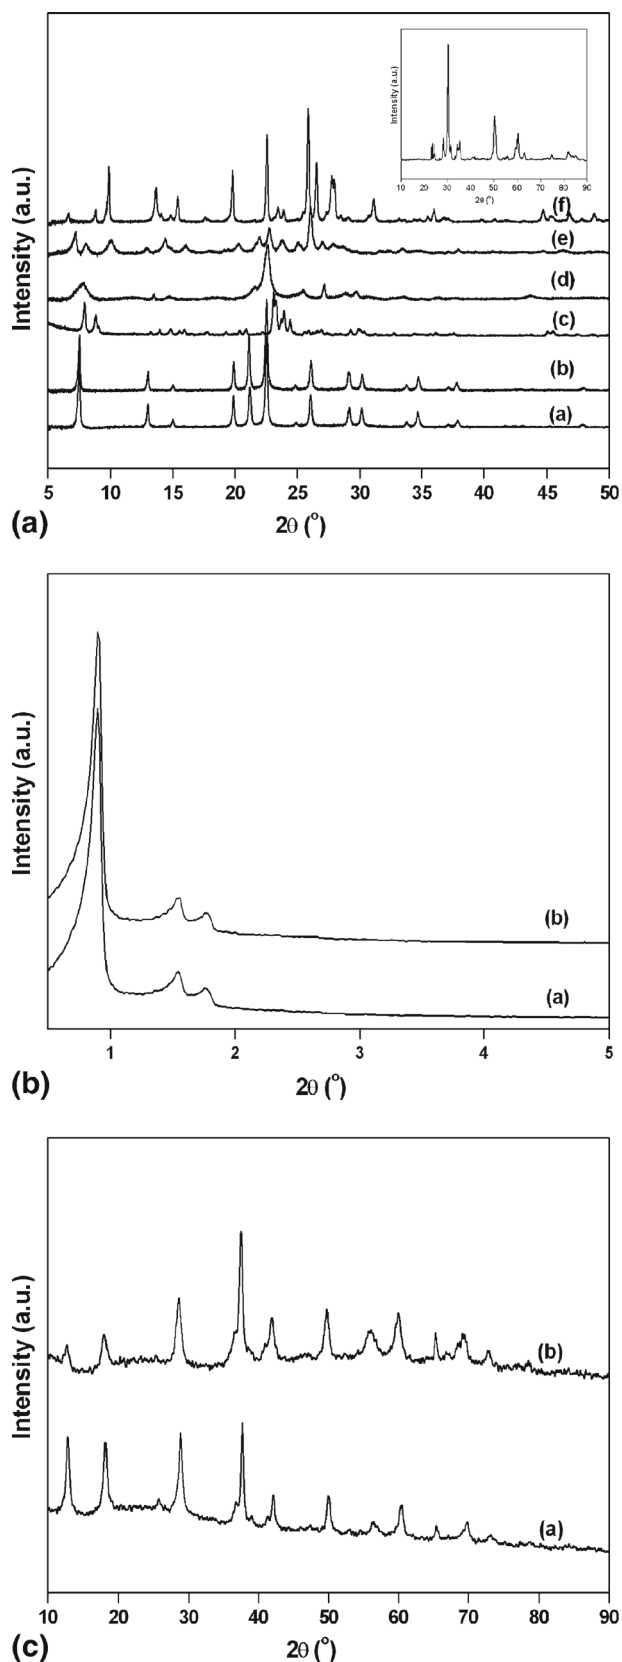 Intensity (a.u.)
Intensity (a.u.)
10 20 30 40 50 60 70 80 90
2θ (°)
(f)
(e)
(d)
(c)
(b)
(a)
5 10 15 20 25 30 35 40 45 50
2θ (°)
(a)
Intensity (a.u.)
(b)
(a)
1 2 3 4 5
2θ (°)
(b)
Intensity (a.u.)
(b)
(a)
10 20 30 40 50 60 70 80 90
2θ (°)
(c)